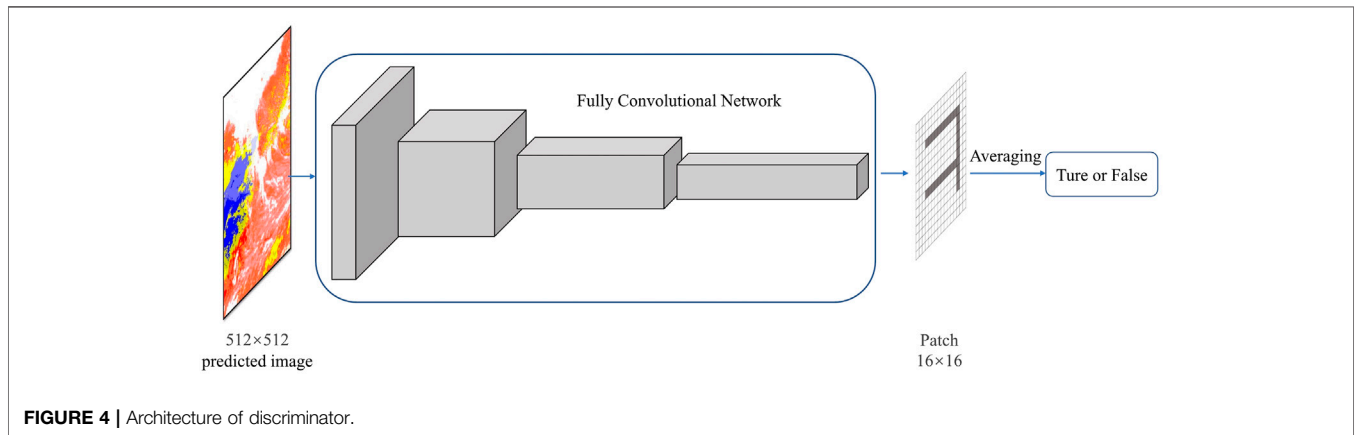 Fully Convolutional Network
Averaging
Ture or False
512×512
predicted image
Patch
16×16
FIGURE 4 | Architecture of discriminator.